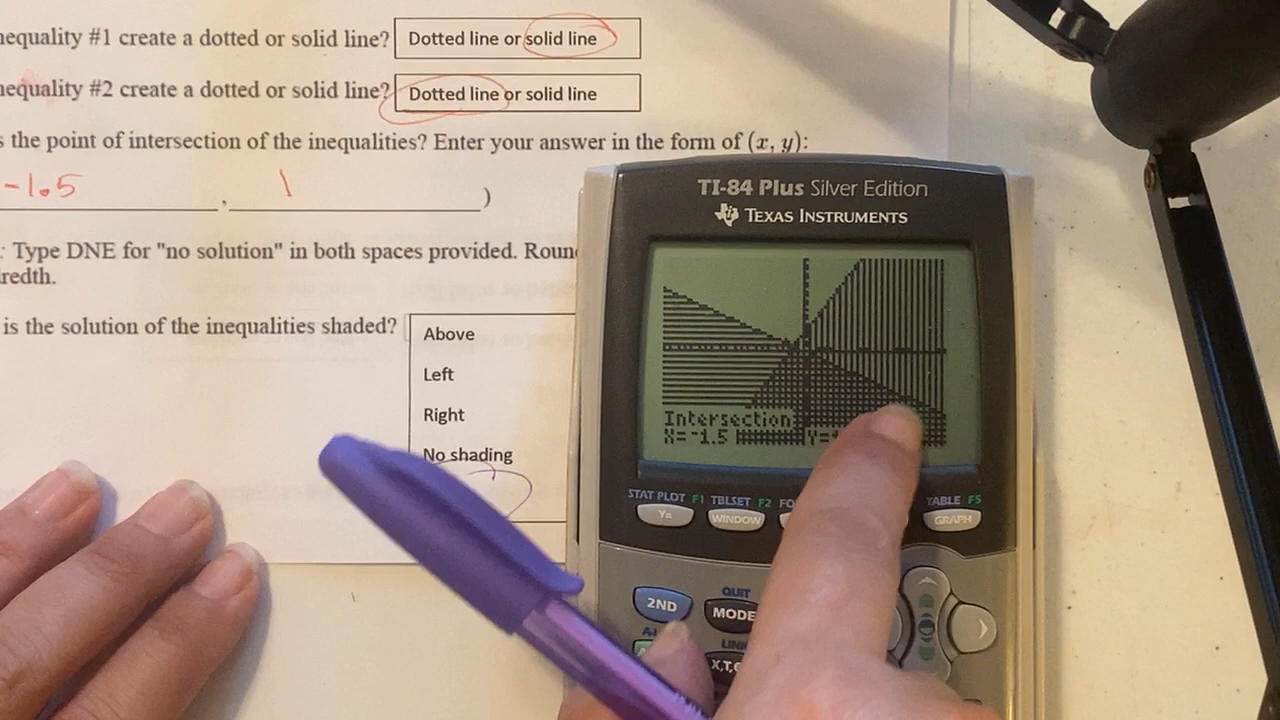 nequality #1 create a dotted or solid line? Dotted line or solid line
nequality #2 create a dotted or solid line? Dotted line or solid line
s the point of intersection of the inequalities? Enter your answer in the form of (x, y):
-1.5 , 1 )
: Type DNE for "no solution" in both spaces provided. Roun
redth.
is the solution of the inequalities shaded?
Above
Left
Right
No shading
TI-84 Plus Silver Edition
TEXAS INSTRUMENTS
Intersection
X=-1.5 Y=
STAT PLOT F1 TBLSET F2 FO TABLE F5
Y= WINDOW GRAPH
QUIT
2ND MODE
LINK
X,T,